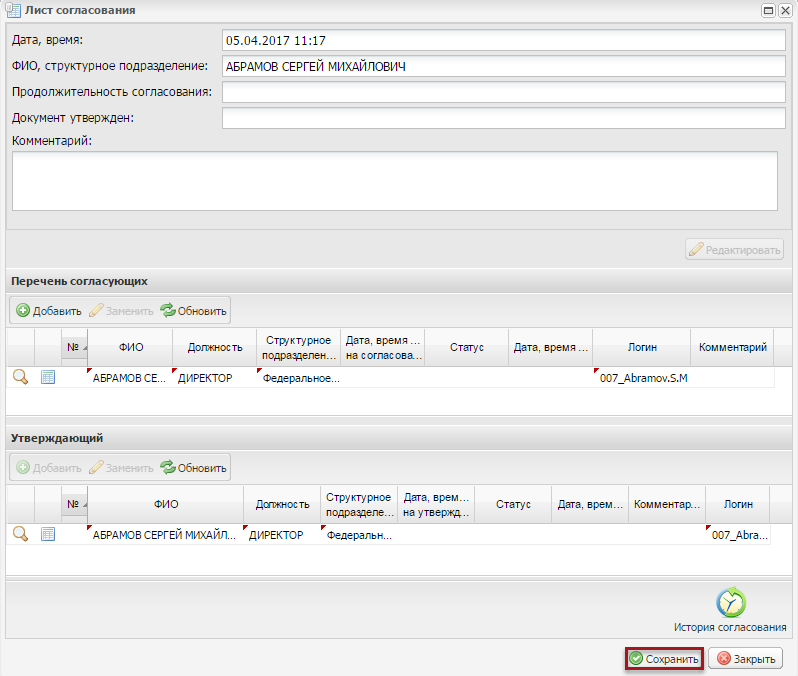 Лист согласования
Дата, время: 05.04.2017 11:17
ФИО, структурное подразделение: АБРАМОВ СЕРГЕЙ МИХАЙЛОВИЧ
Продолжительность согласования:
Документ утвержден:
Комментарий:
Редактировать
Перечень согласующих
Добавить Заменить Обновить
№ ФИО Должность Структурное подразделен... Дата, время ... на согласова... Статус Дата, время ... Логин Комментарий
АБРАМОВ СЕ... ДИРЕКТОР Федеральное... 007_Abramov.S.M
Утверждающий
Добавить Заменить Обновить
№ ФИО Должность Структурное подразделе... Дата, врем... на утвержд... Статус Дата, врем... Комментар... Логин
АБРАМОВ СЕРГЕЙ МИХАЙЛ... ДИРЕКТОР Федеральн... 007_Abra...
История согласования
Сохранить Закрыть